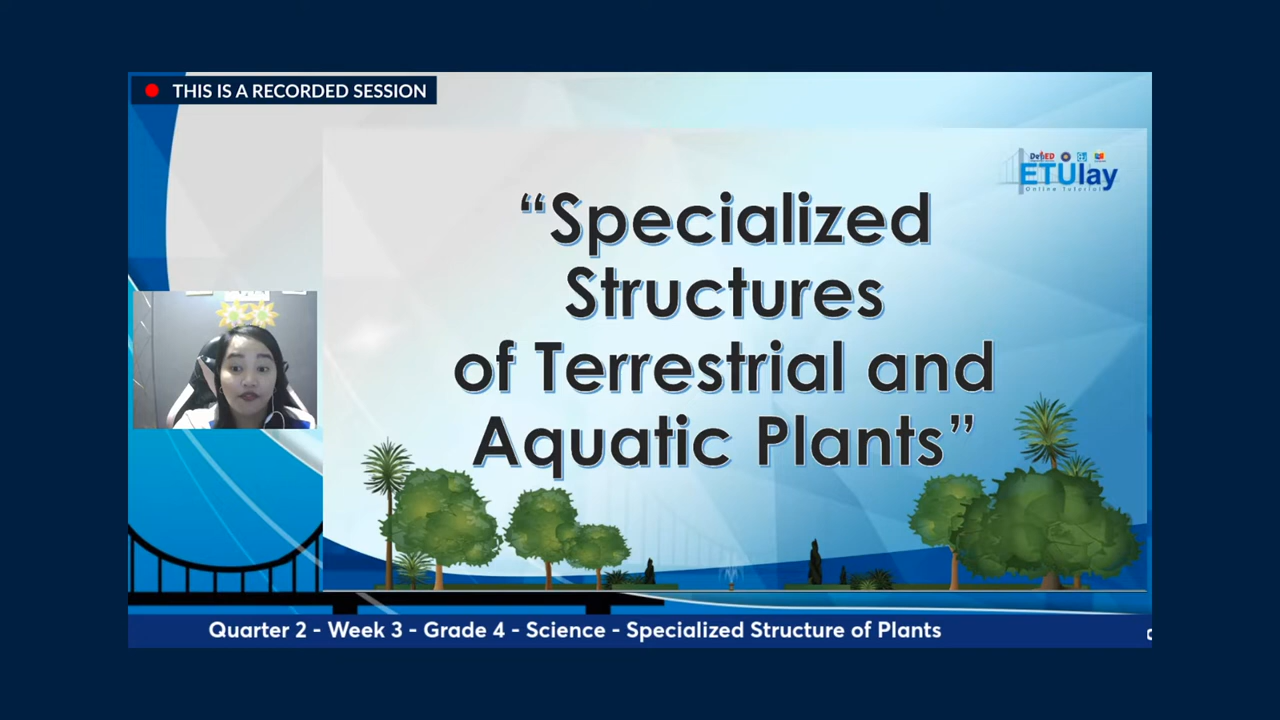 THIS IS A RECORDED SESSION
DepED
ETULay
Online Tutorial
“Specialized
Structures
of Terrestrial and
Aquatic Plants”
Quarter 2 - Week 3 - Grade 4 - Science - Specialized Structure of Plants